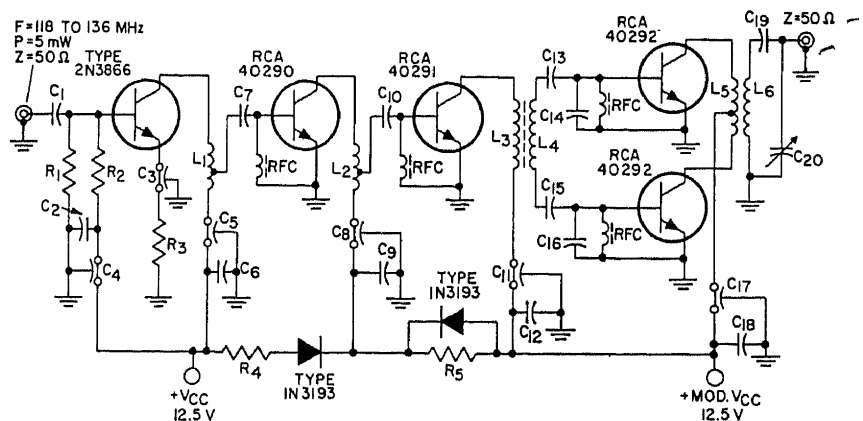 F=118 TO 136 MHz
P=5 mW
Z=50 Ω
TYPE
2N3866
RCA
40290
RCA
40291
RCA
40292
C19
Z=50 Ω
C1
C7
C10
C13
C14
RFC
L5
L6
R1
R2
C3
L1
RFC
L2
RFC
L3
L4
RCA
40292
C20
C2
C5
C8
C15
C4
R3
C6
C9
C16
RFC
C11
TYPE
1N3193
C12
C17
C18
R4
TYPE
1N3193
R5
+VCC
12.5 V
+MOD. VCC
12.5 V